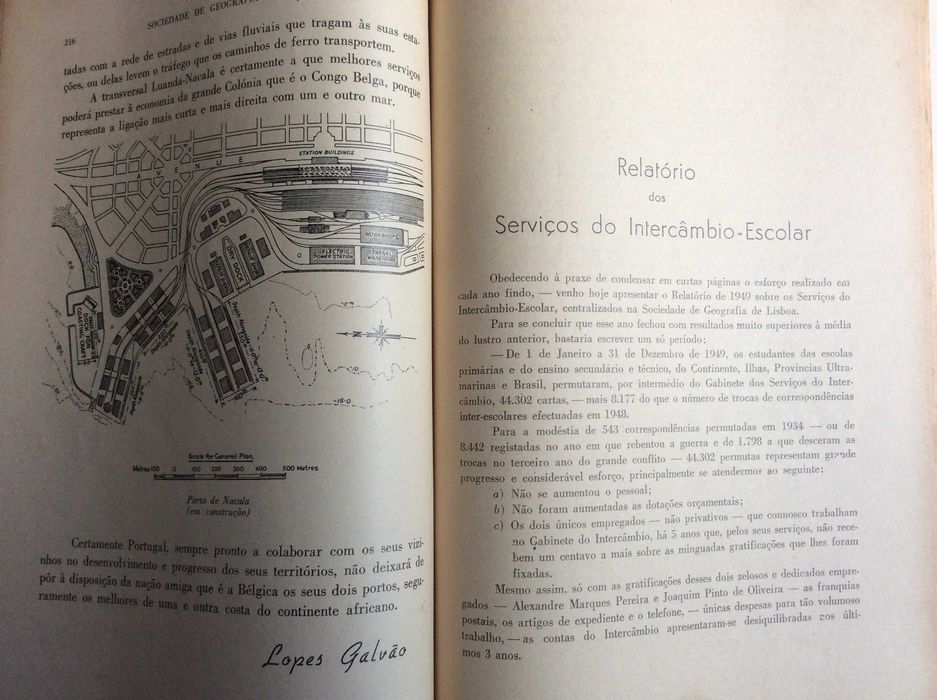 216
SOCIEDADE DE GEOGRAFIA
tadas com a rede de estradas e de vias fluviais que tragam às suas esta-
ções, ou delas levem o tráfego que os caminhos de ferro transportem.
A transversal Luanda-Nacala é certamente a que melhores serviços
poderá prestar à economia da grande Colónia que é o Congo Belga, porque
representa a ligação mais curta e mais direita com um e outro mar.
STATION BUILDINGS
AVENUE
WORKSHOPS
ELECTRIC POWER STATION
GENERAL WAREHOUSE
DRY DOCK
DOCK FOR COASTING CRAFT
Scale for General Plan.
Metres 100 0 100 200 300 400 500 Metres
Porto de Nacala
(em construção)
Certamente Portugal, sempre pronto a colaborar com os seus vizi-
nhos no desenvolvimento e progresso dos seus territórios, não deixará de
pôr à disposição da nação amiga que é a Bélgica os seus dois portos, segu-
ramente os melhores de uma e outra costa do continente africano.
Lopes Galvão
Relatório
dos
Serviços do Intercâmbio-Escolar
Obedecendo à praxe de condensar em curtas páginas o esforço realizado em
cada ano findo, — venho hoje apresentar o Relatório de 1949 sobre os Serviços do
Intercâmbio-Escolar, centralizados na Sociedade de Geografia de Lisboa.
Para se concluir que esse ano fechou com resultados muito superiores à média
do lustro anterior, bastaria escrever um só período:
— De 1 de Janeiro a 31 de Dezembro de 1949, os estudantes das escolas
primárias e do ensino secundário e técnico, do Continente, Ilhas, Províncias Ultra-
marinas e Brasil, permutaram, por intermédio do Gabinete dos Serviços do Inter-
câmbio, 44.302 cartas, — mais 8.177 do que o número de trocas de correspondências
inter-escolares efectuadas em 1948.
Para a modéstia de 543 correspondências permutadas em 1934 — ou de
8.442 registadas no ano em que rebentou a guerra e de 1.798 a que desceram as
trocas no terceiro ano do grande conflito — 44.302 permutas representam grande
progresso e considerável esforço, principalmente se atendermos ao seguinte:
a) Não se aumentou o pessoal;
b) Não foram aumentadas as dotações orçamentais;
c) Os dois únicos empregados — não privativos — que connosco trabalham
no Gabinete do Intercâmbio, há 5 anos que, pelos seus serviços, não rece-
bem um centavo a mais sobre as minguadas gratificações que lhes foram
fixadas.
Mesmo assim, só com as gratificações desses dois zelosos e dedicados empre-
gados — Alexandre Marques Pereira e Joaquim Pinto de Oliveira — as franquias
postais, os artigos de expediente e o telefone, — únicas despesas para tão volumoso
trabalho, — as contas do Intercâmbio apresentaram-se desiquilibradas nos últi-
mos 3 anos.